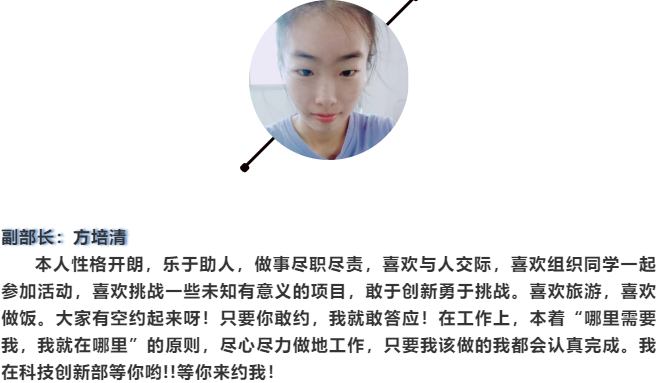 副部长：方培清
本人性格开朗，乐于助人，做事尽职尽责，喜欢与人交际，喜欢组织同学一起
参加活动，喜欢挑战一些未知有意义的项目，敢于创新勇于挑战。喜欢旅游，喜欢
做饭。大家有空约起来呀！只要你敢约，我就敢答应！在工作上，本着“哪里需要
我，我就在哪里”的原则，尽心尽力做地工作，只要我该做的我都会认真完成。我
在科技创新部等你哟!!等你来约我！